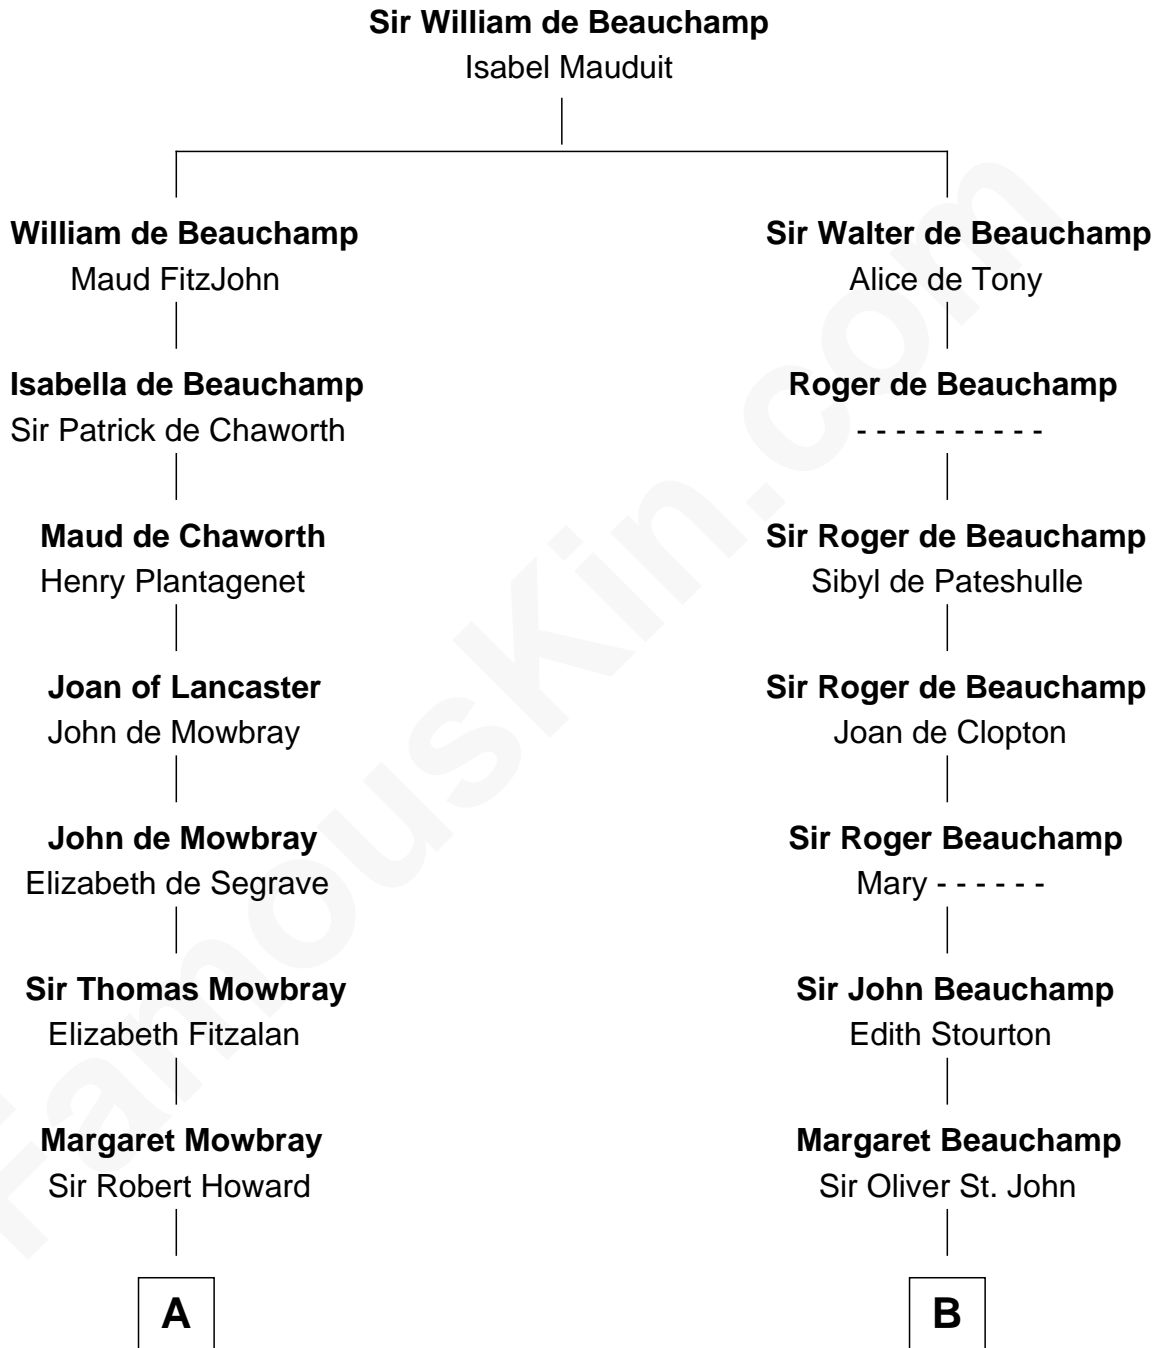 Sir William de Beauchamp
Isabel Mauduit
William de Beauchamp
Maud FitzJohn
Sir Walter de Beauchamp
Alice de Tony
Isabella de Beauchamp
Sir Patrick de Chaworth
Roger de Beauchamp
- - - - - - - - - -
Maud de Chaworth
Henry Plantagenet
Sir Roger de Beauchamp
Sibyl de Pateshulle
Joan of Lancaster
John de Mowbray
Sir Roger de Beauchamp
Joan de Clopton
John de Mowbray
Elizabeth de Segrave
Sir Roger Beauchamp
Mary - - - - - -
Sir Thomas Mowbray
Elizabeth Fitzalan
Sir John Beauchamp
Edith Stourton
Margaret Mowbray
Sir Robert Howard
Margaret Beauchamp
Sir Oliver St. John
A
B
FamousKin.com